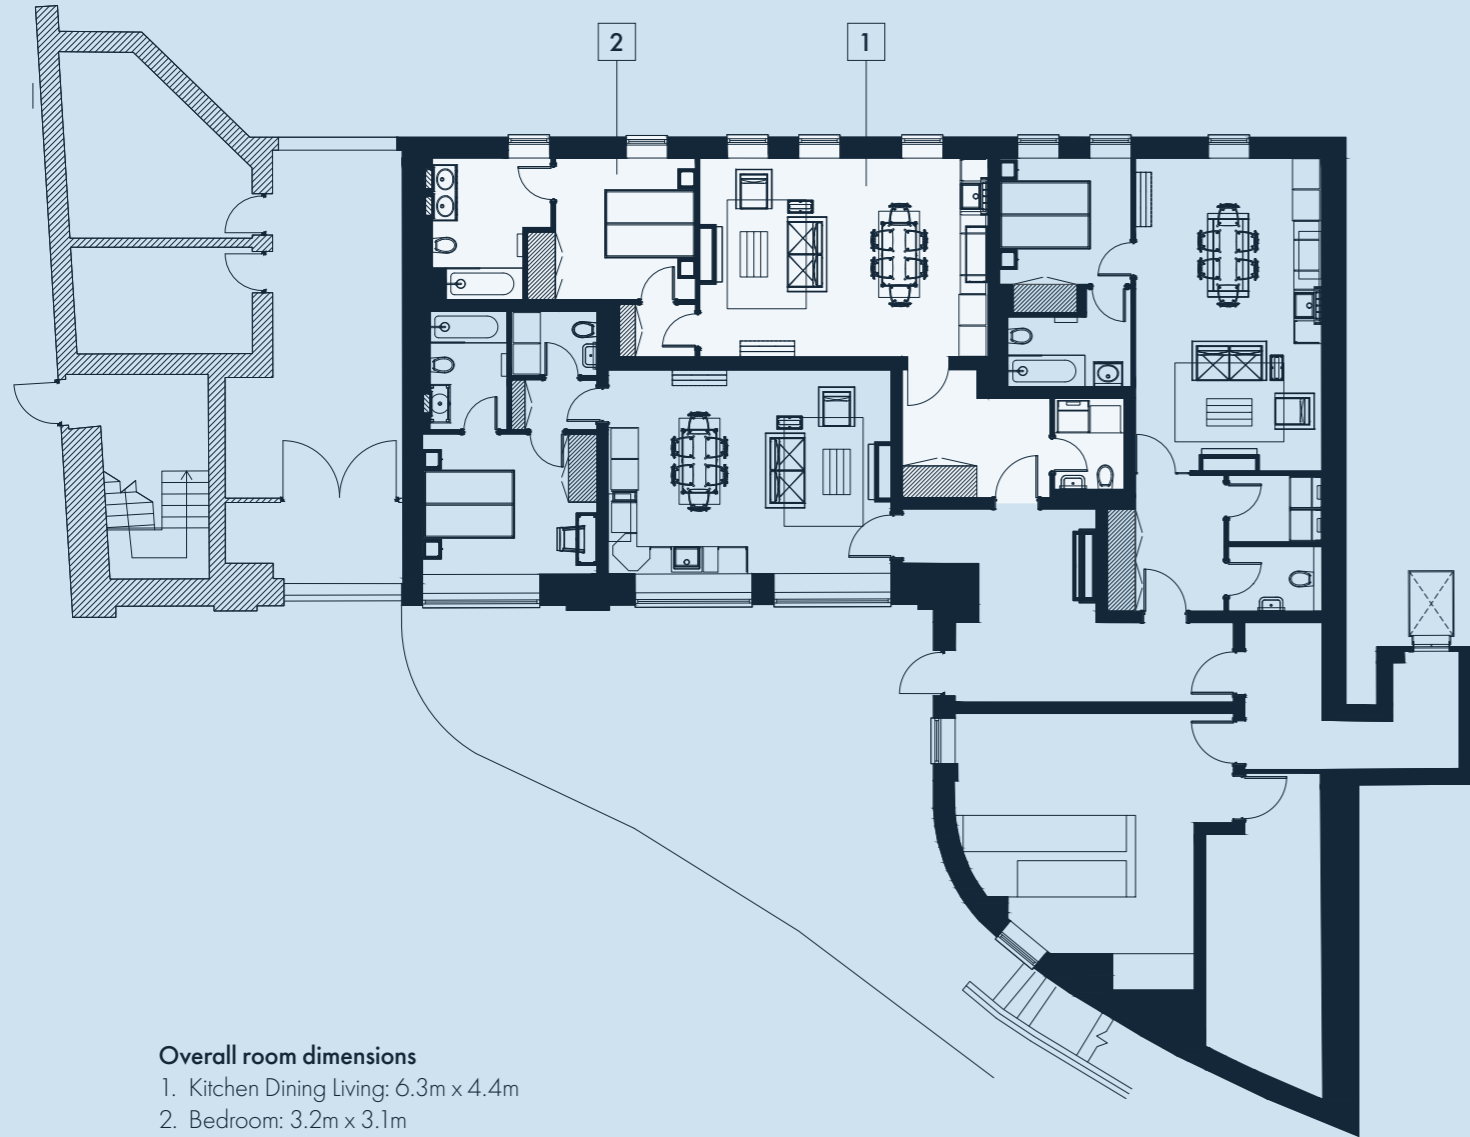 2
1
Overall room dimensions
1. Kitchen Dining Living: 6.3m x 4.4m
2. Bedroom: 3.2m x 3.1m